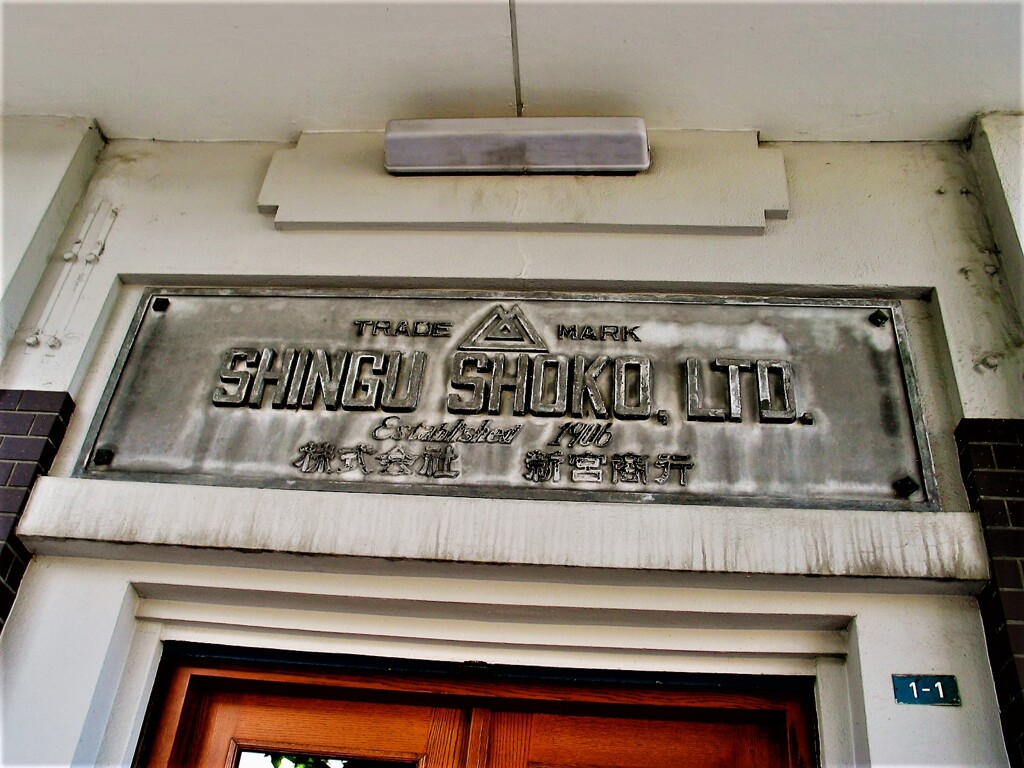 TRADE MARK
SHINGU SHOKO, LTD.
Established 1906
株式会社 新宮商行
1-1